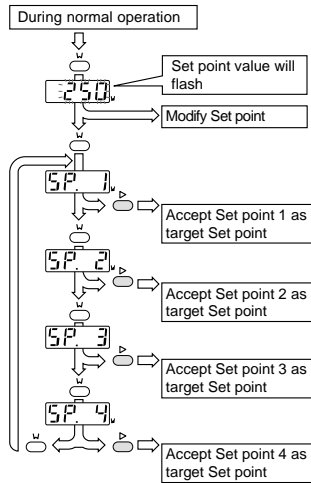 During normal operation
W
250
W
Set point value will
flash
Modify Set point
W
SP. 1
W
Accept Set point 1 as
target Set point
W
SP. 2
W
Accept Set point 2 as
target Set point
W
SP. 3
W
Accept Set point 3 as
target Set point
W
SP. 4
W
W
Accept Set point 4 as
target Set point